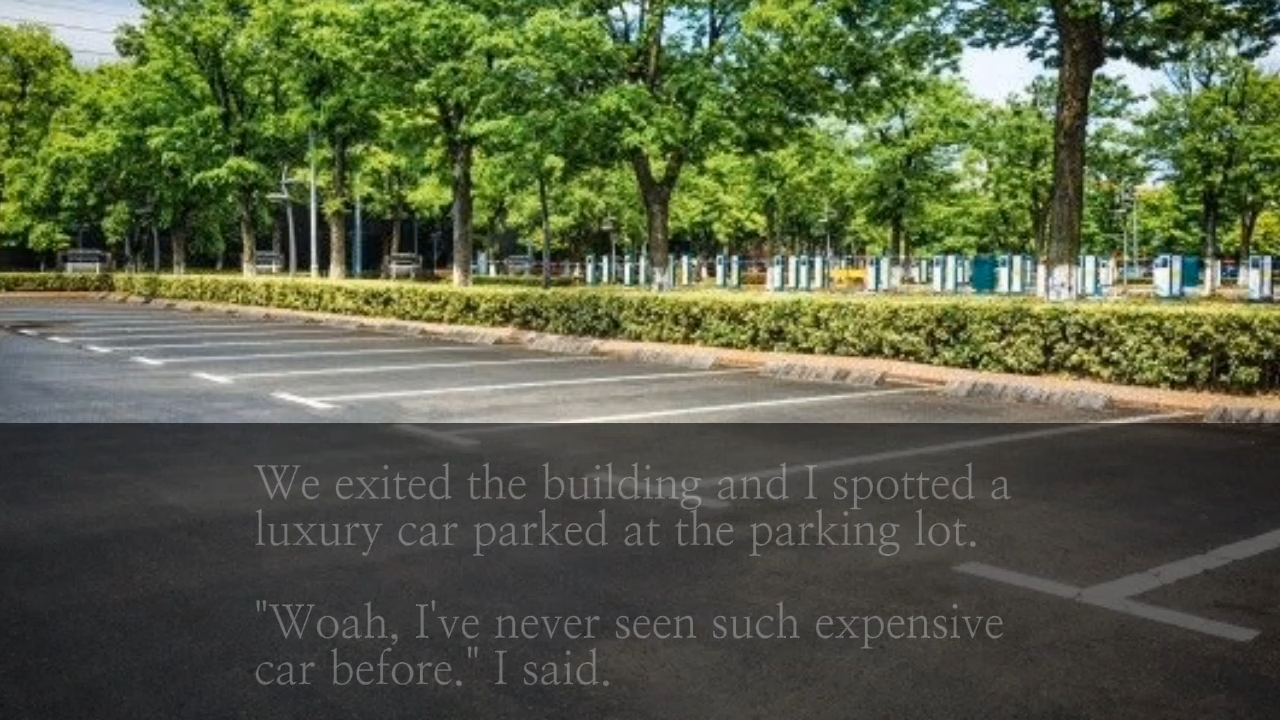 We exited the building and I spotted a
luxury car parked at the parking lot.
"Woah, I've never seen such expensive
car before." I said.